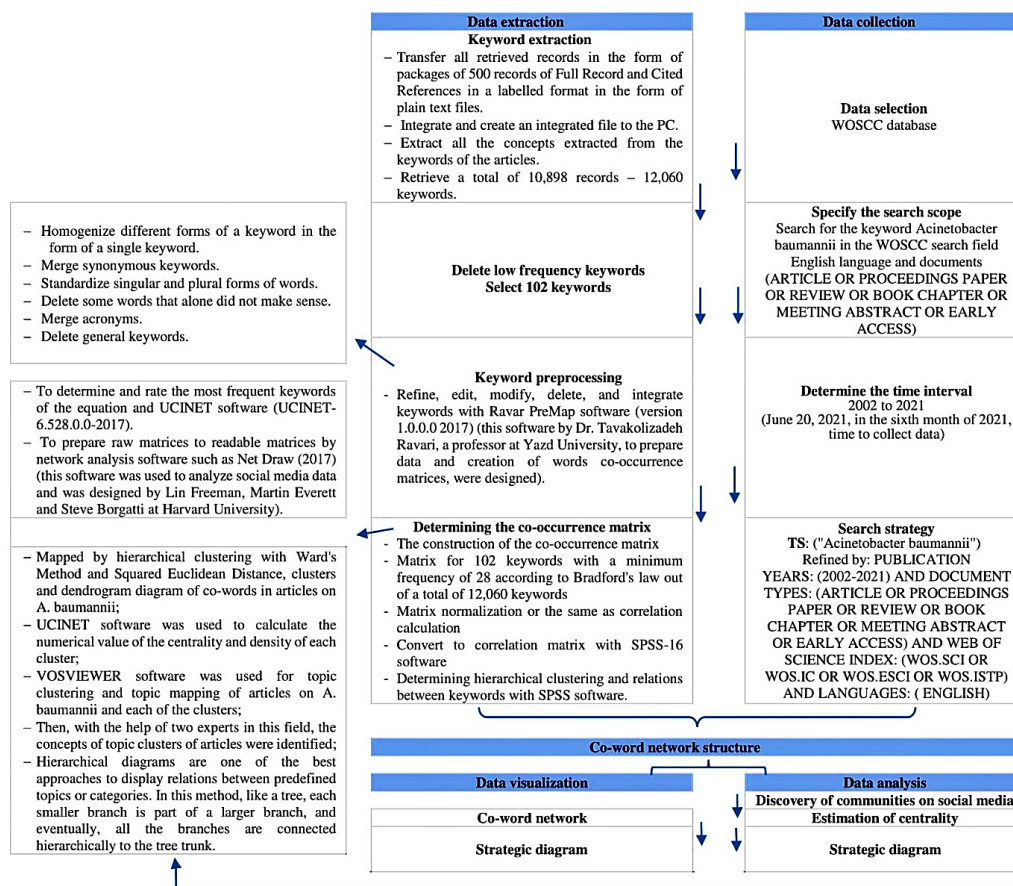 Data extraction
Keyword extraction
– Transfer all retrieved records in the form of
packages of 500 records of Full Record and Cited
References in a labelled format in the form of
plain text files.
– Integrate and create an integrated file to the PC.
– Extract all the concepts extracted from the
keywords of the articles.
– Retrieve a total of 10,898 records – 12,060
keywords.
Data collection
Data selection
WOSCC database
– Homogenize different forms of a keyword in the
form of a single keyword.
– Merge synonymous keywords.
– Standardize singular and plural forms of words.
– Delete some words that alone did not make sense.
– Merge acronyms.
– Delete general keywords.
Delete low frequency keywords
Select 102 keywords
Specify the search scope
Search for the keyword Acinetobacter
baumannii in the WOSCC search field
English language and documents
(ARTICLE OR PROCEEDINGS PAPER
OR REVIEW OR BOOK CHAPTER OR
MEETING ABSTRACT OR EARLY
ACCESS)
– To determine and rate the most frequent keywords
of the equation and UCINET software (UCINET-
6.528.0.0-2017).
– To prepare raw matrices to readable matrices by
network analysis software such as Net Draw (2017)
(this software was used to analyze social media data
and was designed by Lin Freeman, Martin Everett
and Steve Borgatti at Harvard University).
Keyword preprocessing
- Refine, edit, modify, delete, and integrate
keywords with Ravar PreMap software (version
1.0.0.0 2017) (this software by Dr. Tavakolizadeh
Ravari, a professor at Yazd University, to prepare
data and creation of words co-occurrence
matrices, were designed).
Determine the time interval
2002 to 2021
(June 20, 2021, in the sixth month of 2021,
time to collect data)
– Mapped by hierarchical clustering with Ward's
Method and Squared Euclidean Distance, clusters
and dendrogram diagram of co-words in articles on
A. baumannii;
– UCINET software was used to calculate the
numerical value of the centrality and density of each
cluster;
– VOSVIEWER software was used for topic
clustering and topic mapping of articles on A.
baumannii and each of the clusters;
– Then, with the help of two experts in this field, the
concepts of topic clusters of articles were identified;
– Hierarchical diagrams are one of the best
approaches to display relations between predefined
topics or categories. In this method, like a tree, each
smaller branch is part of a larger branch, and
eventually, all the branches are connected
hierarchically to the tree trunk.
Determining the co-occurrence matrix
- The construction of the co-occurrence matrix
- Matrix for 102 keywords with a minimum
frequency of 28 according to Bradford's law out
of a total of 12,060 keywords
- Matrix normalization or the same as correlation
calculation
- Convert to correlation matrix with SPSS-16
software
- Determining hierarchical clustering and relations
between keywords with SPSS software.
Search strategy
TS: ("Acinetobacter baumannii")
Refined by: PUBLICATION
YEARS: (2002-2021) AND DOCUMENT
TYPES: (ARTICLE OR PROCEEDINGS
PAPER OR REVIEW OR BOOK
CHAPTER OR MEETING ABSTRACT
OR EARLY ACCESS) AND WEB OF
SCIENCE INDEX: (WOS.SCI OR
WOS.IC OR WOS.ESCI OR WOS.ISTP)
AND LANGUAGES: ( ENGLISH)
Co-word network structure
Data visualization
Co-word network
Strategic diagram
Data analysis
Discovery of communities on social media
Estimation of centrality
Strategic diagram